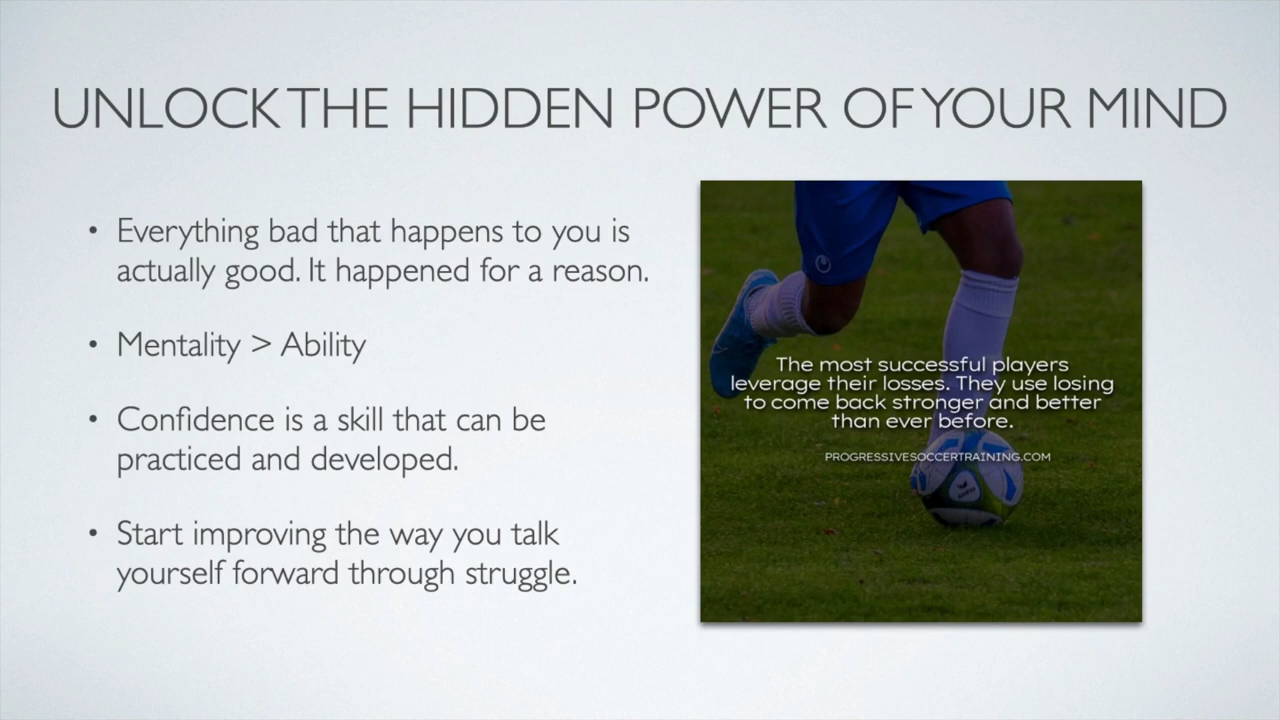 UNLOCK THE HIDDEN POWER OF YOUR MIND
• Everything bad that happens to you is
actually good. It happened for a reason.
• Mentality > Ability
• Confidence is a skill that can be
practiced and developed.
• Start improving the way you talk
yourself forward through struggle.
The most successful players
leverage their losses. They use losing
to come back stronger and better
than ever before.
PROGRESSIVESOCCERTRAINING.COM